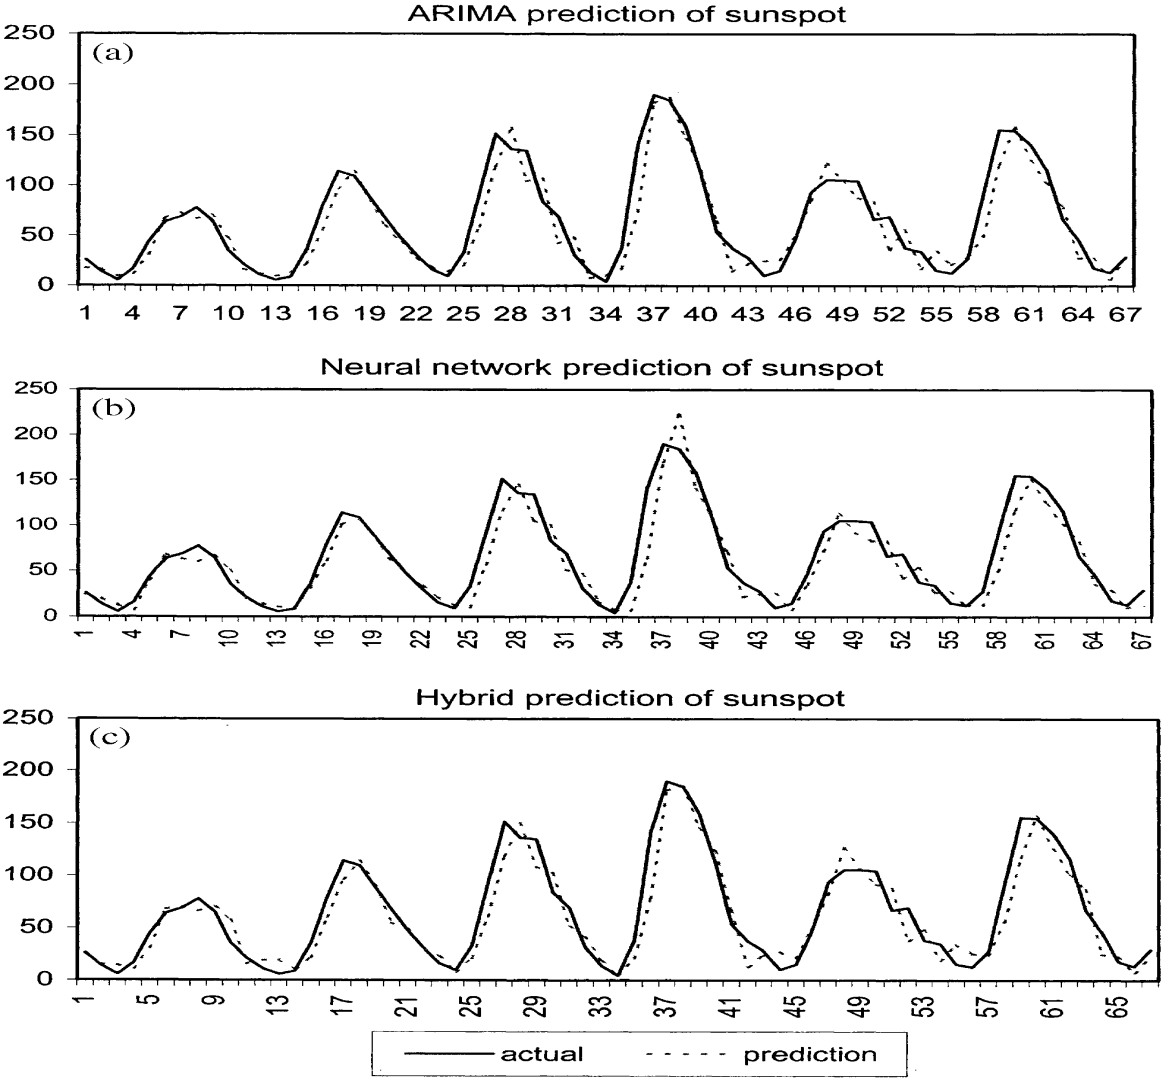 ARIMA prediction of sunspot
(a)
250
200
150
100
50
0
1 4 7 10 13 16 19 22 25 28 31 34 37 40 43 46 49 52 55 58 61 64 67
Neural network prediction of sunspot
(b)
250
200
150
100
50
0
1 4 7 10 13 16 19 22 25 28 31 34 37 40 43 46 49 52 55 58 61 64 67
Hybrid prediction of sunspot
(c)
250
200
150
100
50
0
1 5 9 13 17 21 25 29 33 37 41 45 49 53 57 61 65
actual prediction